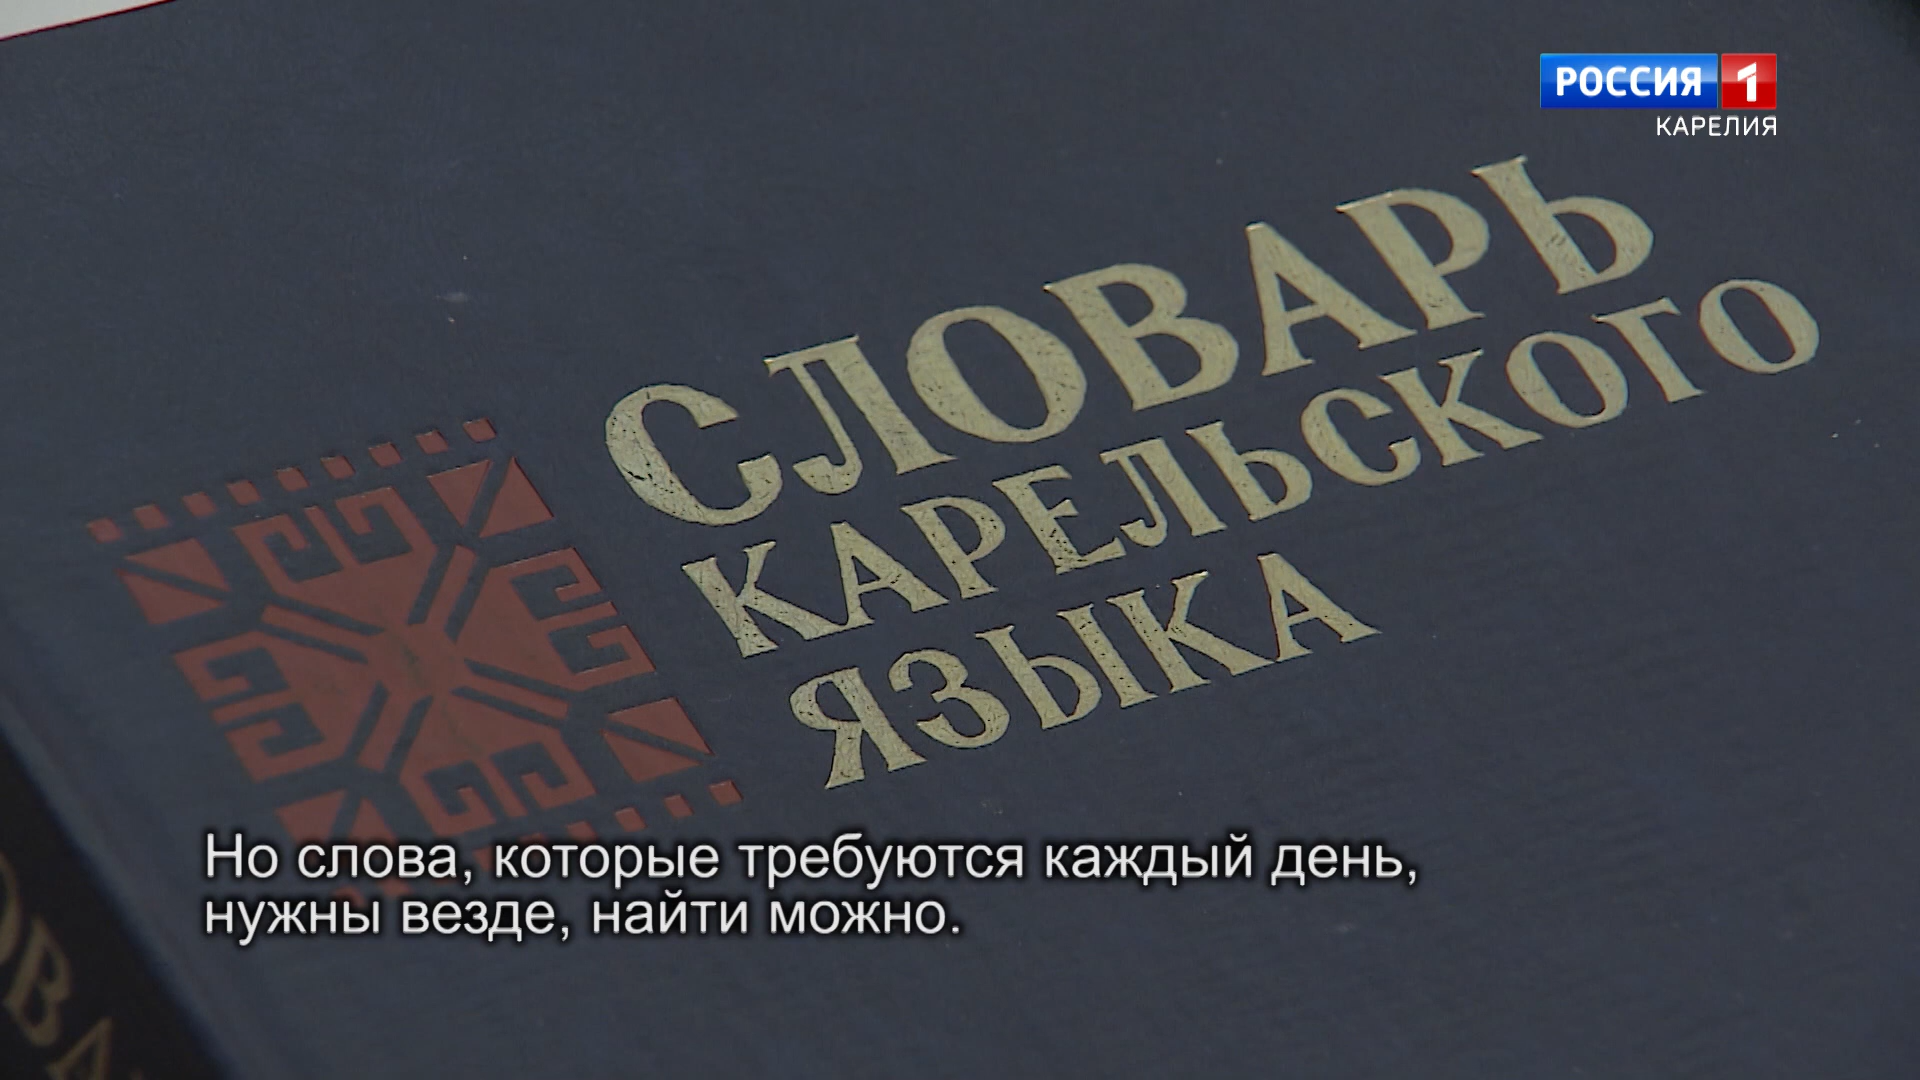 РОССИЯ 1
КАРЕЛИЯ
СЛОВАРЬ
КАРЕЛЬСКОГО
ЯЗЫКА
Но слова, которые требуются каждый день,
нужны везде, найти можно.